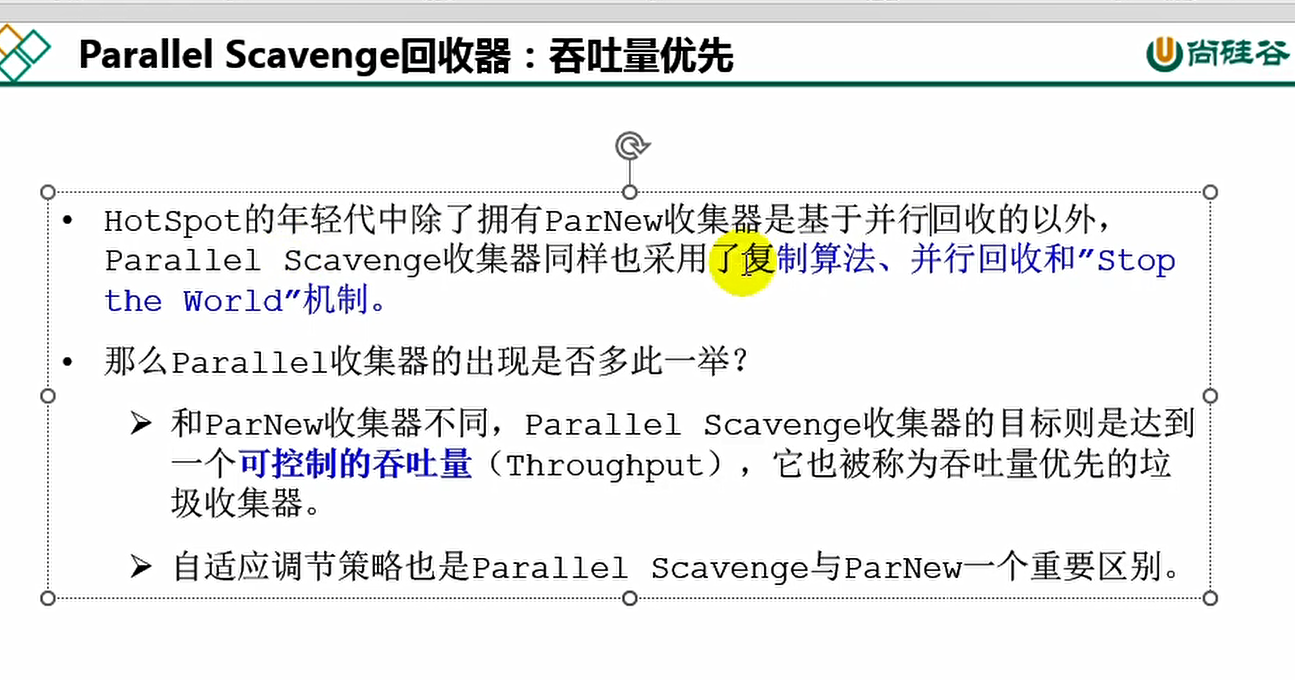 Parallel Scavenge回收器：吞吐量优先
尚硅谷
• HotSpot的年轻代中除了拥有ParNew收集器是基于并行回收的以外，
Parallel Scavenge收集器同样也采用了复制算法、并行回收和"Stop
the World"机制。
• 那么Parallel收集器的出现是否多此一举？
➢ 和ParNew收集器不同，Parallel Scavenge收集器的目标则是达到
一个可控制的吞吐量（Throughput），它也被称为吞吐量优先的垃
圾收集器。
➢ 自适应调节策略也是Parallel Scavenge与ParNew一个重要区别。